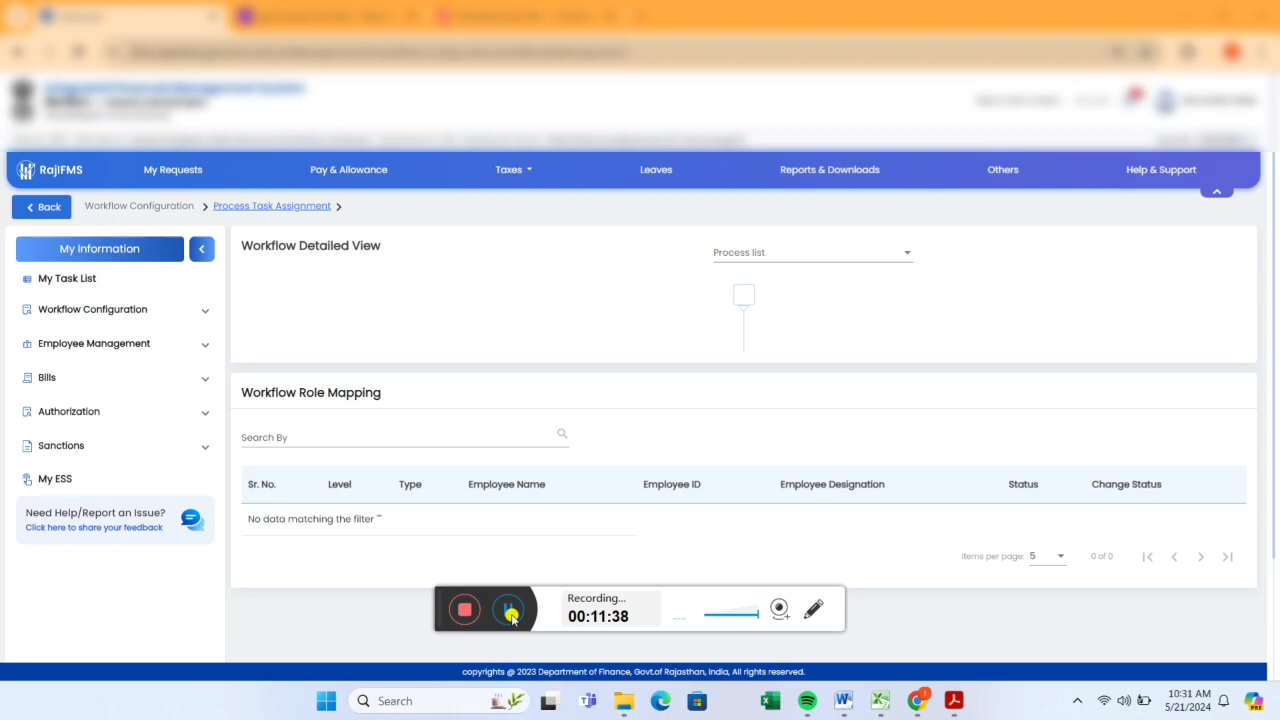 RajIFMS My Requests Pay & Allowance Taxes Leaves Reports & Downloads Others Help & Support
Back Workflow Configuration Process Task Assignment
My Information
My Task List
Workflow Configuration
Employee Management
Bills
Authorization
Sanctions
My ESS
Need Help/Report an Issue?
Click here to share your feedback
Workflow Detailed View
Process list
Workflow Role Mapping
Search By
Sr. No. Level Type Employee Name Employee ID Employee Designation Status Change Status
No data matching the filter ""
Items per page: 5 0 of 0
Recording...
00:11:38
copyrights @ 2023 Department of Finance, Govt.of Rajasthan, India, All rights reserved.
Search
10:31 AM
5/21/2024